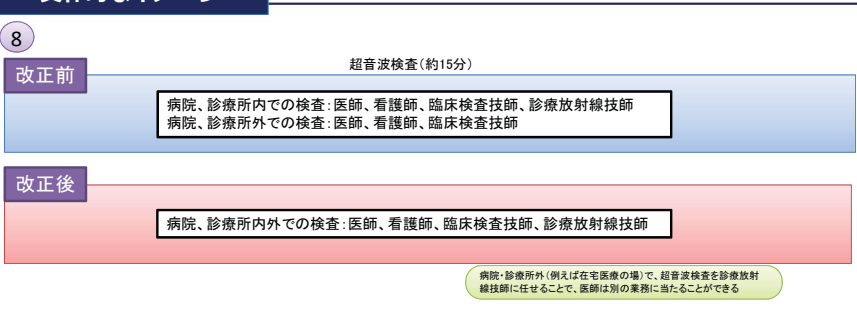 8
改正前
超音波検査(約15分)
病院、診療所内での検査:医師、看護師、臨床検査技師、診療放射線技師
病院、診療所外での検査:医師、看護師、臨床検査技師
改正後
病院、診療所内外での検査:医師、看護師、臨床検査技師、診療放射線技師
病院・診療所外(例えば在宅医療の場)で、超音波検査を診療放射
線技師に任せることで、医師は別の業務に当たることができる